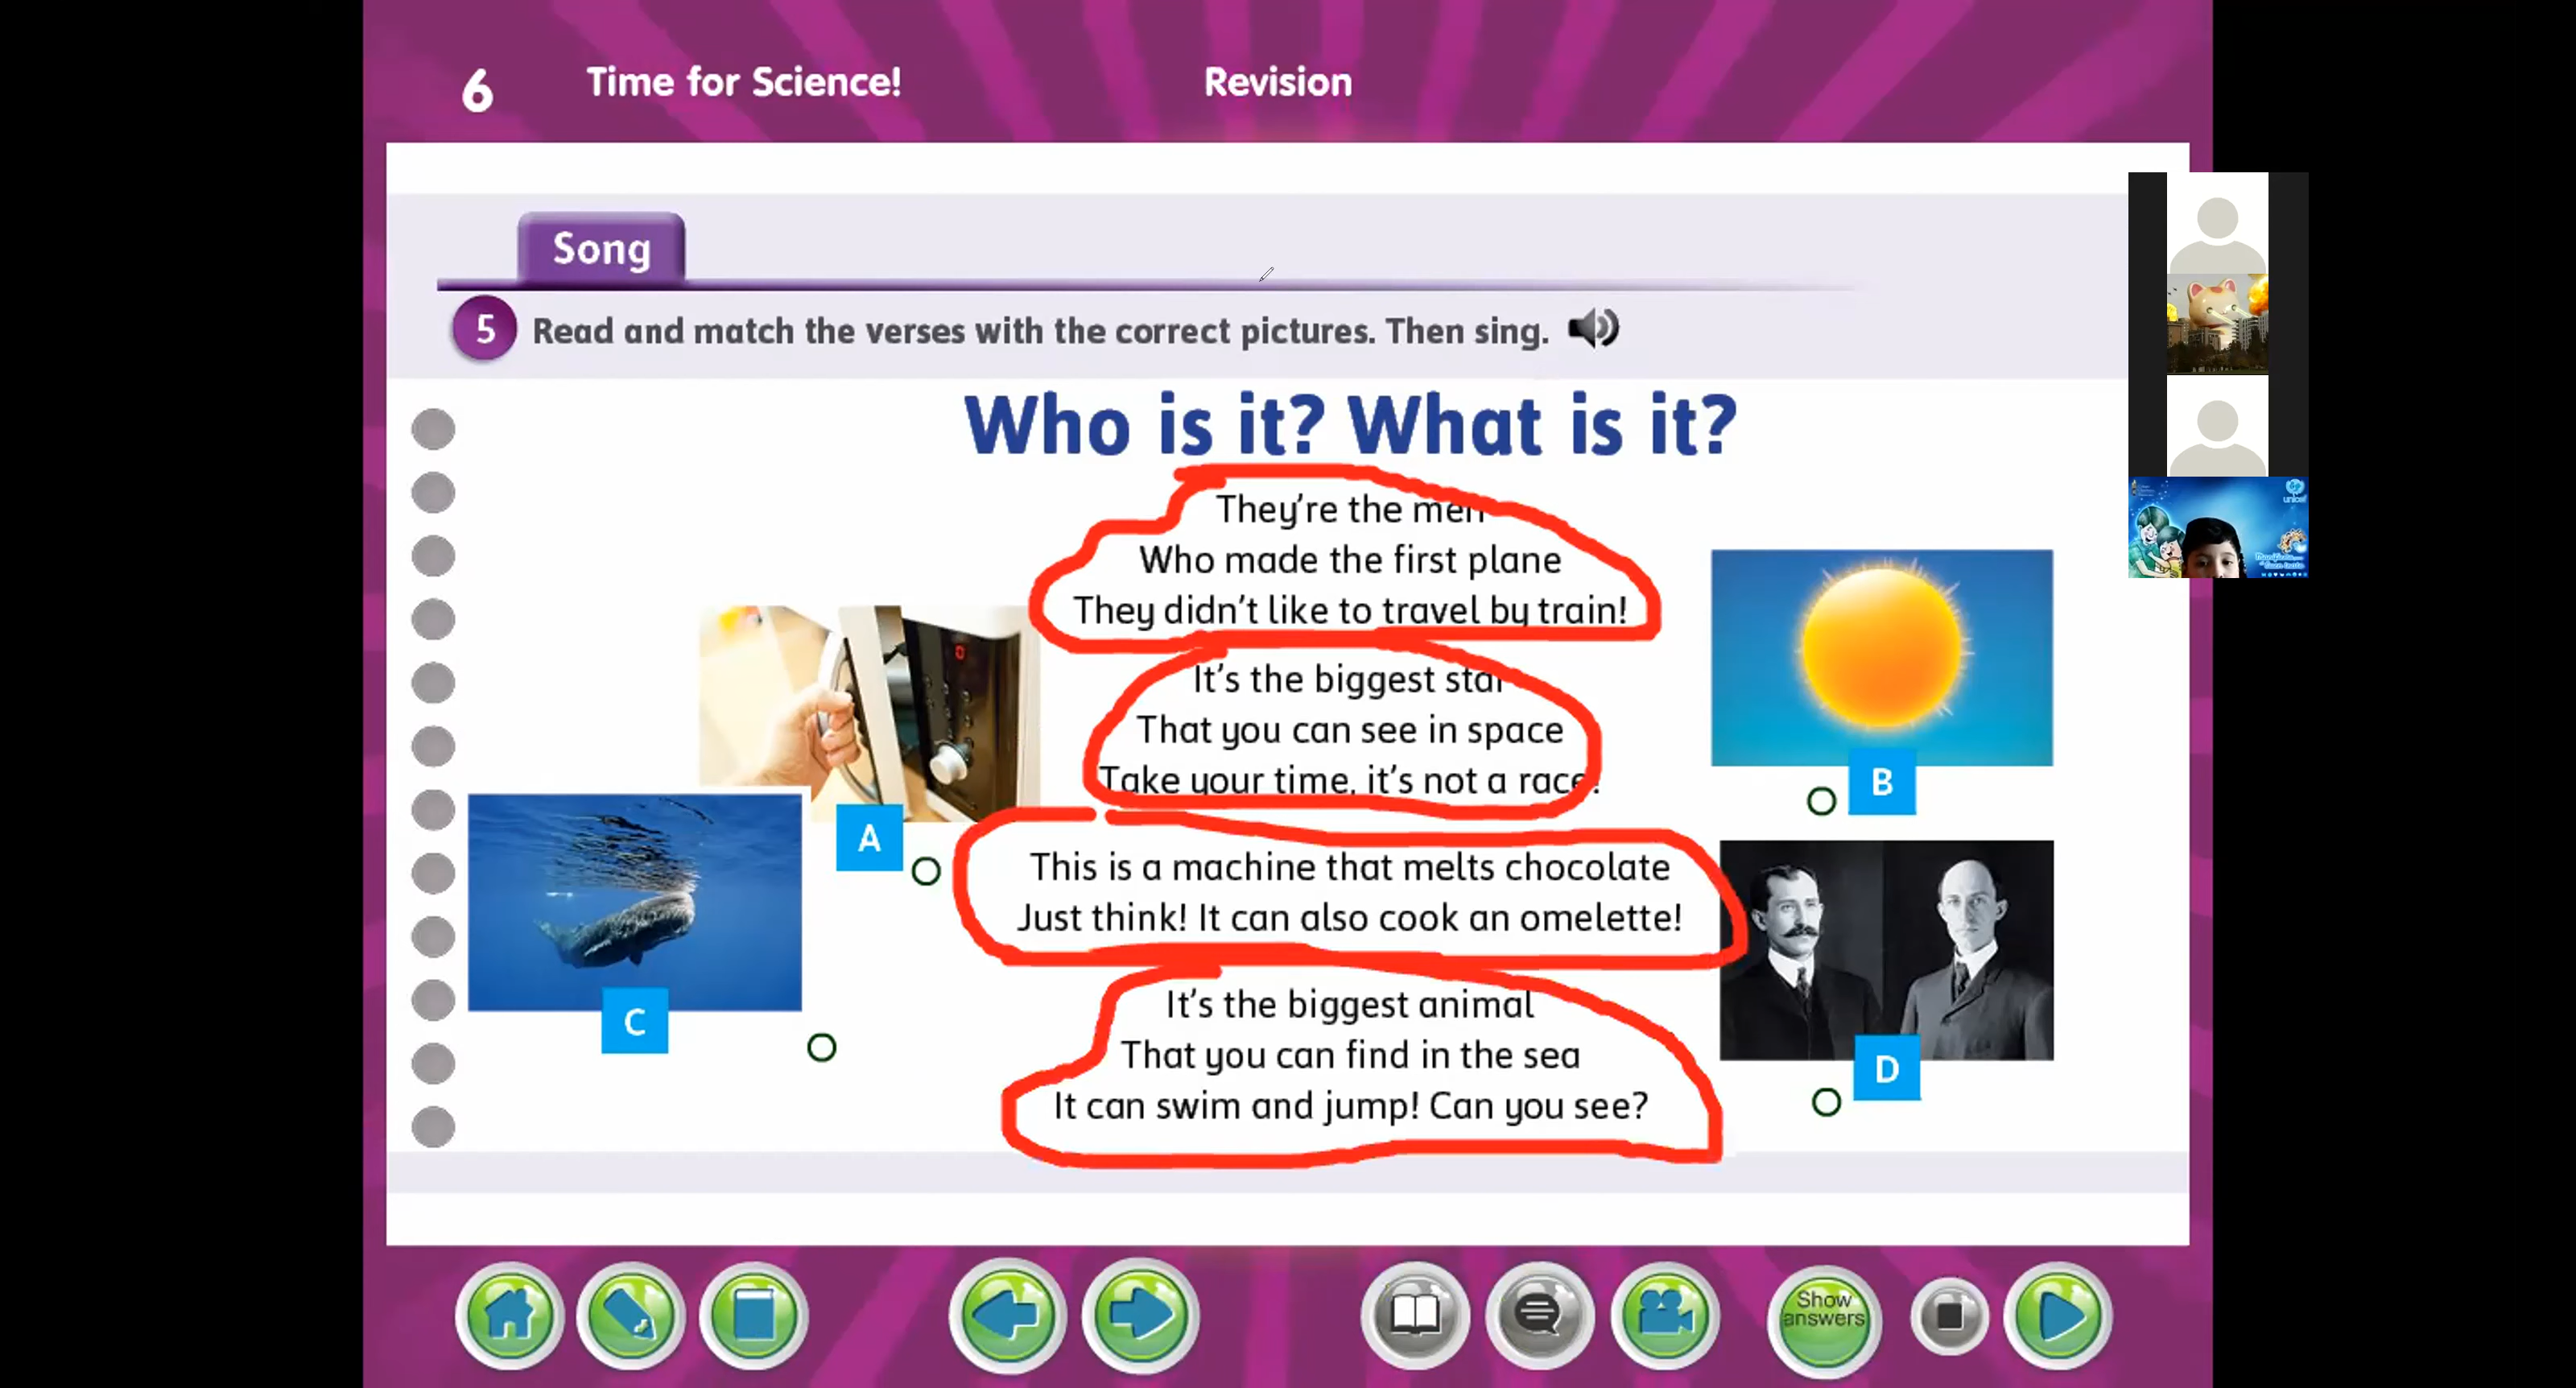 6 Time for Science! Revision
Song
5 Read and match the verses with the correct pictures. Then sing.
Who is it? What is it?
They're the men
Who made the first plane
They didn't like to travel by train!
It's the biggest star
That you can see in space
Take your time, it's not a race!
This is a machine that melts chocolate
Just think! It can also cook an omelette!
It's the biggest animal
That you can find in the sea
It can swim and jump! Can you see?
0
A
B
C
D
unicef
Show
answers